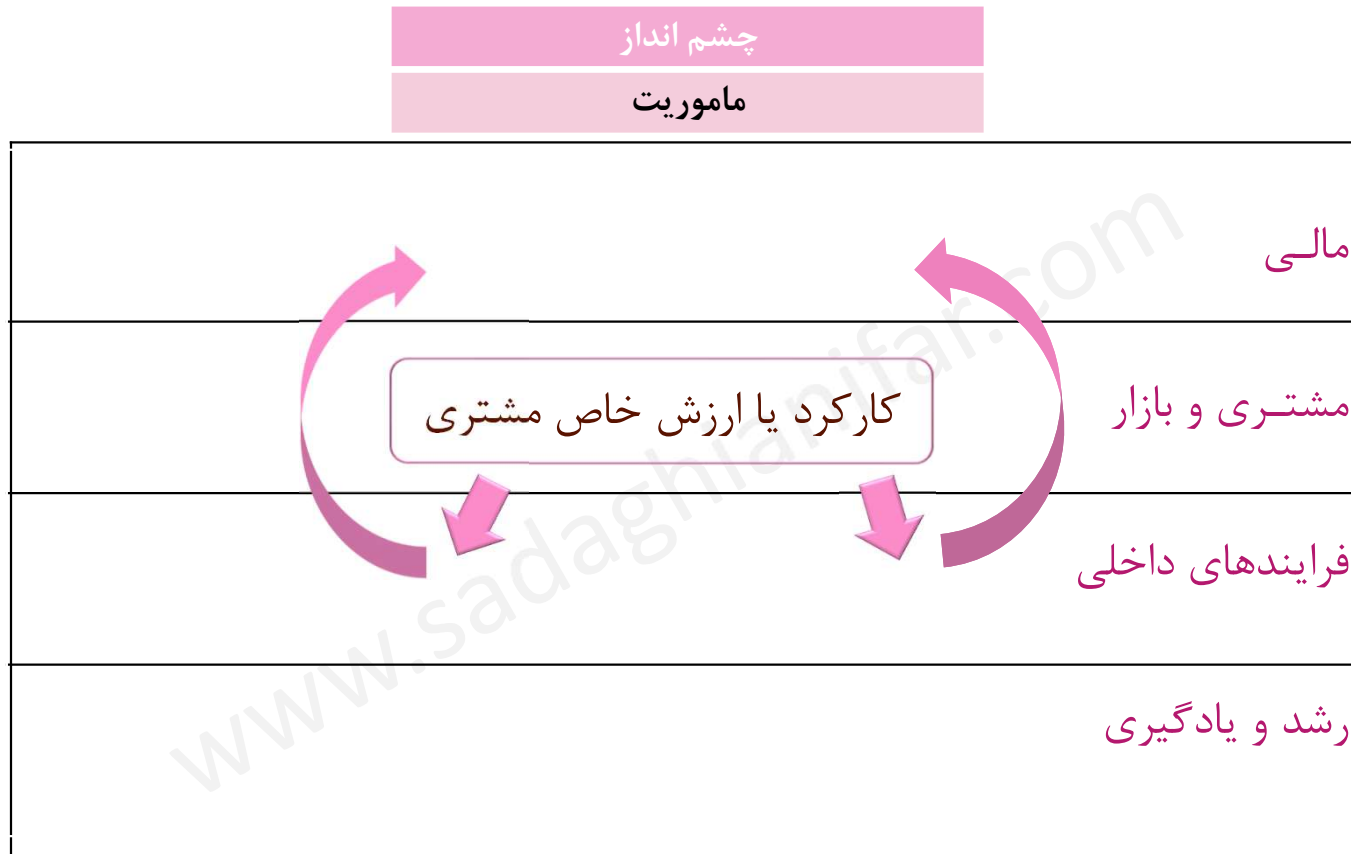 چشم انداز
ماموریت
مالـی
مشتـری و بازار
کارکرد یا ارزش خاص مشتری
فرایندهای داخلی
رشد و یادگیری
www.sadaghianifar.com